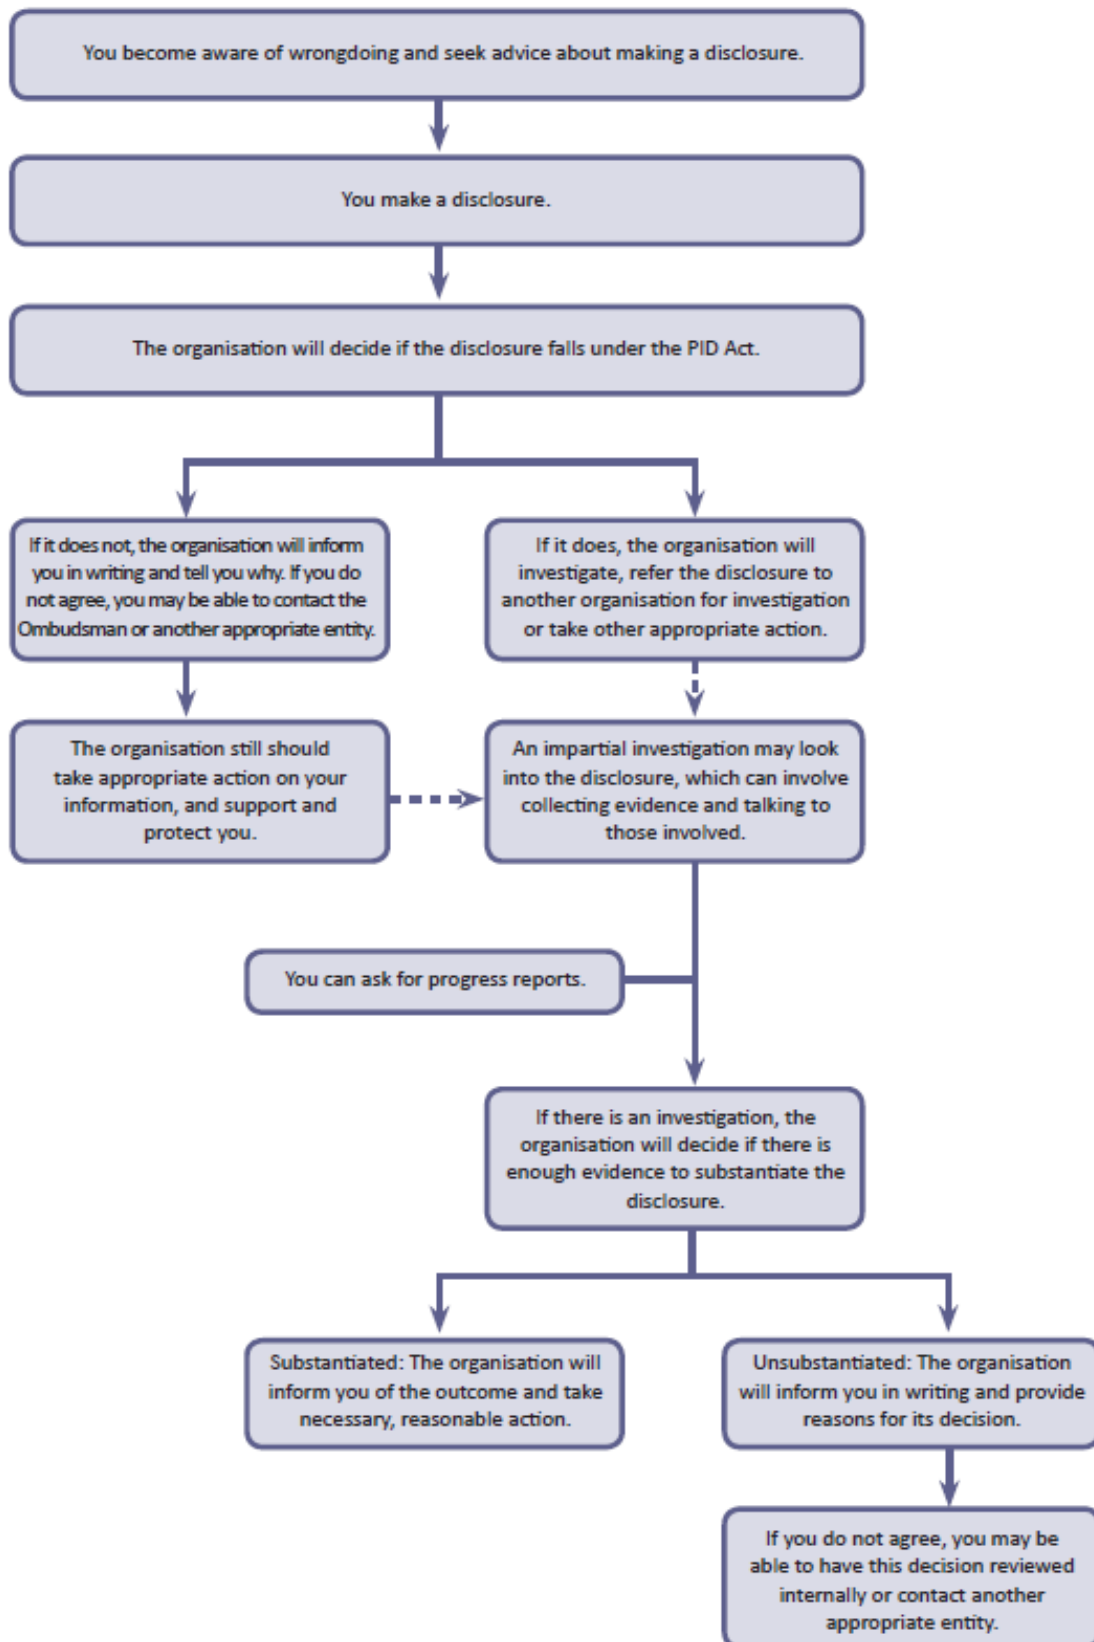 You become aware of wrongdoing and seek advice about making a disclosure.
You make a disclosure.
The organisation will decide if the disclosure falls under the PID Act.
If it does not, the organisation will inform
you in writing and tell you why. If you do
not agree, you may be able to contact the
Ombudsman or another appropriate entity.
If it does, the organisation will
investigate, refer the disclosure to
another organisation for investigation
or take other appropriate action.
The organisation still should
take appropriate action on your
information, and support and
protect you.
An impartial investigation may look
into the disclosure, which can involve
collecting evidence and talking to
those involved.
You can ask for progress reports.
If there is an investigation, the
organisation will decide if there is
enough evidence to substantiate the
disclosure.
Substantiated: The organisation will
inform you of the outcome and take
necessary, reasonable action.
Unsubstantiated: The organisation
will inform you in writing and provide
reasons for its decision.
If you do not agree, you may be
able to have this decision reviewed
internally or contact another
appropriate entity.